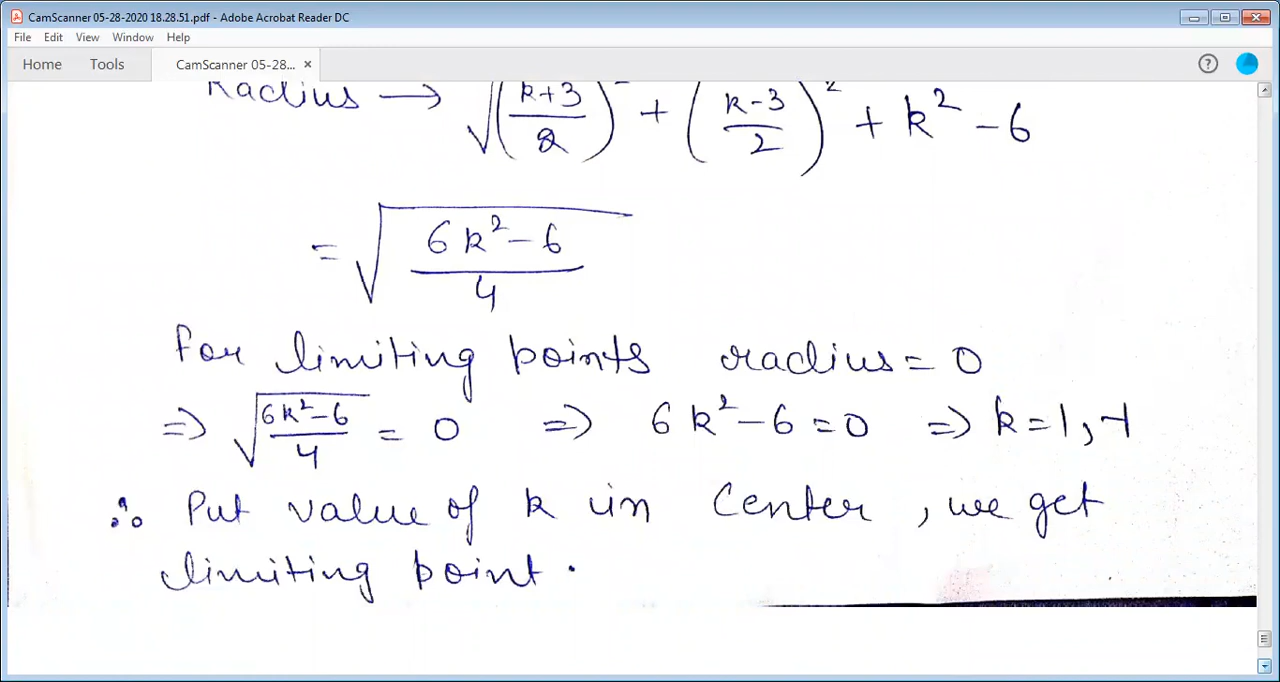 CamScanner 05-28-2020 18.28.51.pdf - Adobe Acrobat Reader DC
File Edit View Window Help
Home Tools CamScanner 05-28... × ?
Radius → √((k+3)/2)² + ((k-3)/2)² + k² - 6
= √((6k² - 6)/4)
For limiting points radius = 0
⇒ √((6k² - 6)/4) = 0 ⇒ 6k² - 6 = 0 ⇒ k = 1, -1
∴ Put value of k in Center, we get
limiting point.